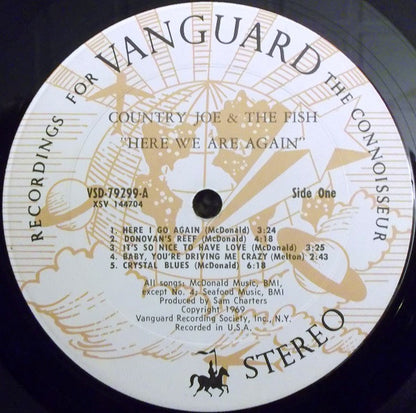 RECORDINGS FOR VANGUARD THE CONNOISSEUR
COUNTRY JOE & THE FISH
"HERE WE ARE AGAIN"
VSD-79299-A
XSV 144704
Side One
1. HERE I GO AGAIN (McDonald) 3:24
2. DONOVAN'S REEF (McDonald) 4:18
3. IT'S SO NICE TO HAVE LOVE (McDonald) 3:25
4. BABY, YOU'RE DRIVING ME CRAZY (Melton) 2:43
5. CRYSTAL BLUES (McDonald) 6:18
All songs: McDonald Music, BMI,
except No. 4; Seafood Music, BMI
Produced by Sam Charters
Copyright 1969
Vanguard Recording Society, Inc., N.Y.
Recorded in U.S.A.
STEREO